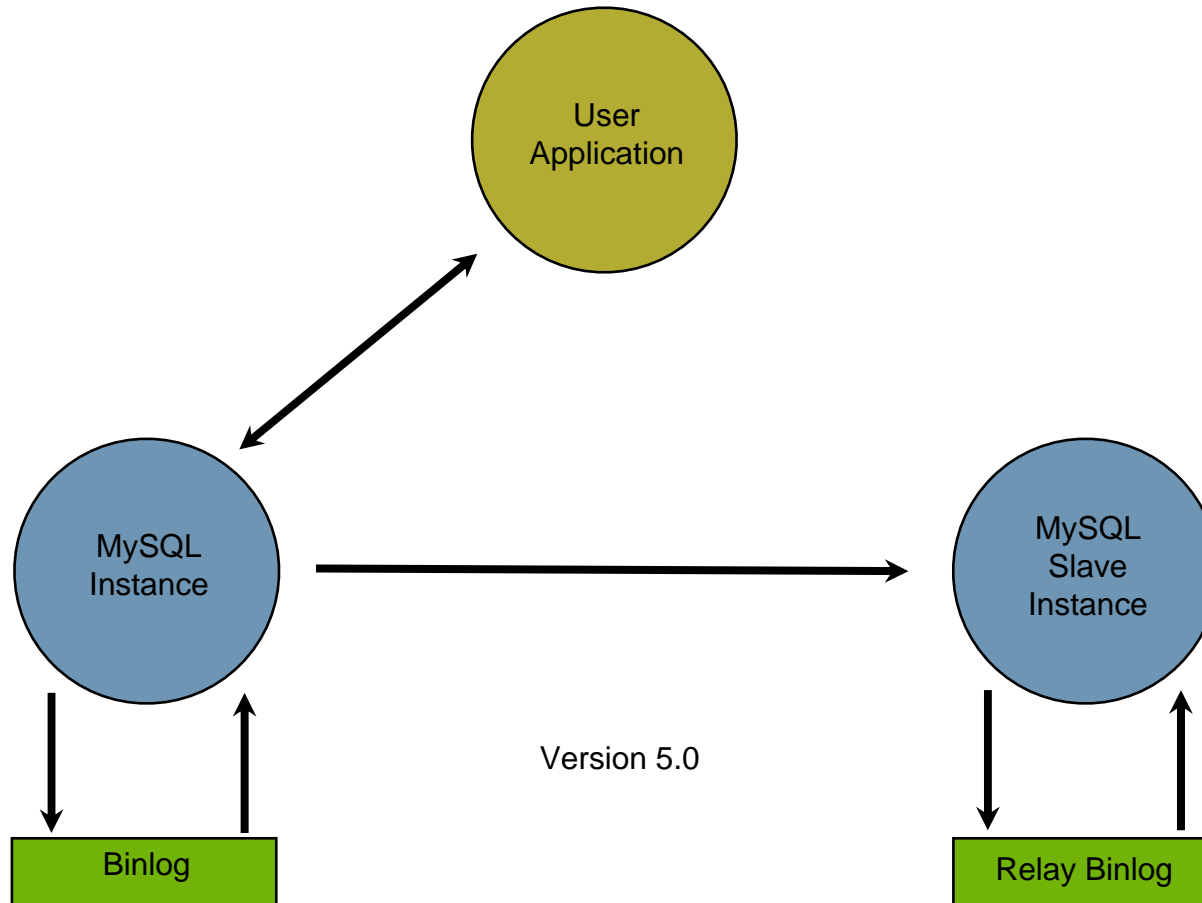 User
Application
MySQL
Instance
MySQL
Slave
Instance
Version 5.0
Binlog
Relay Binlog